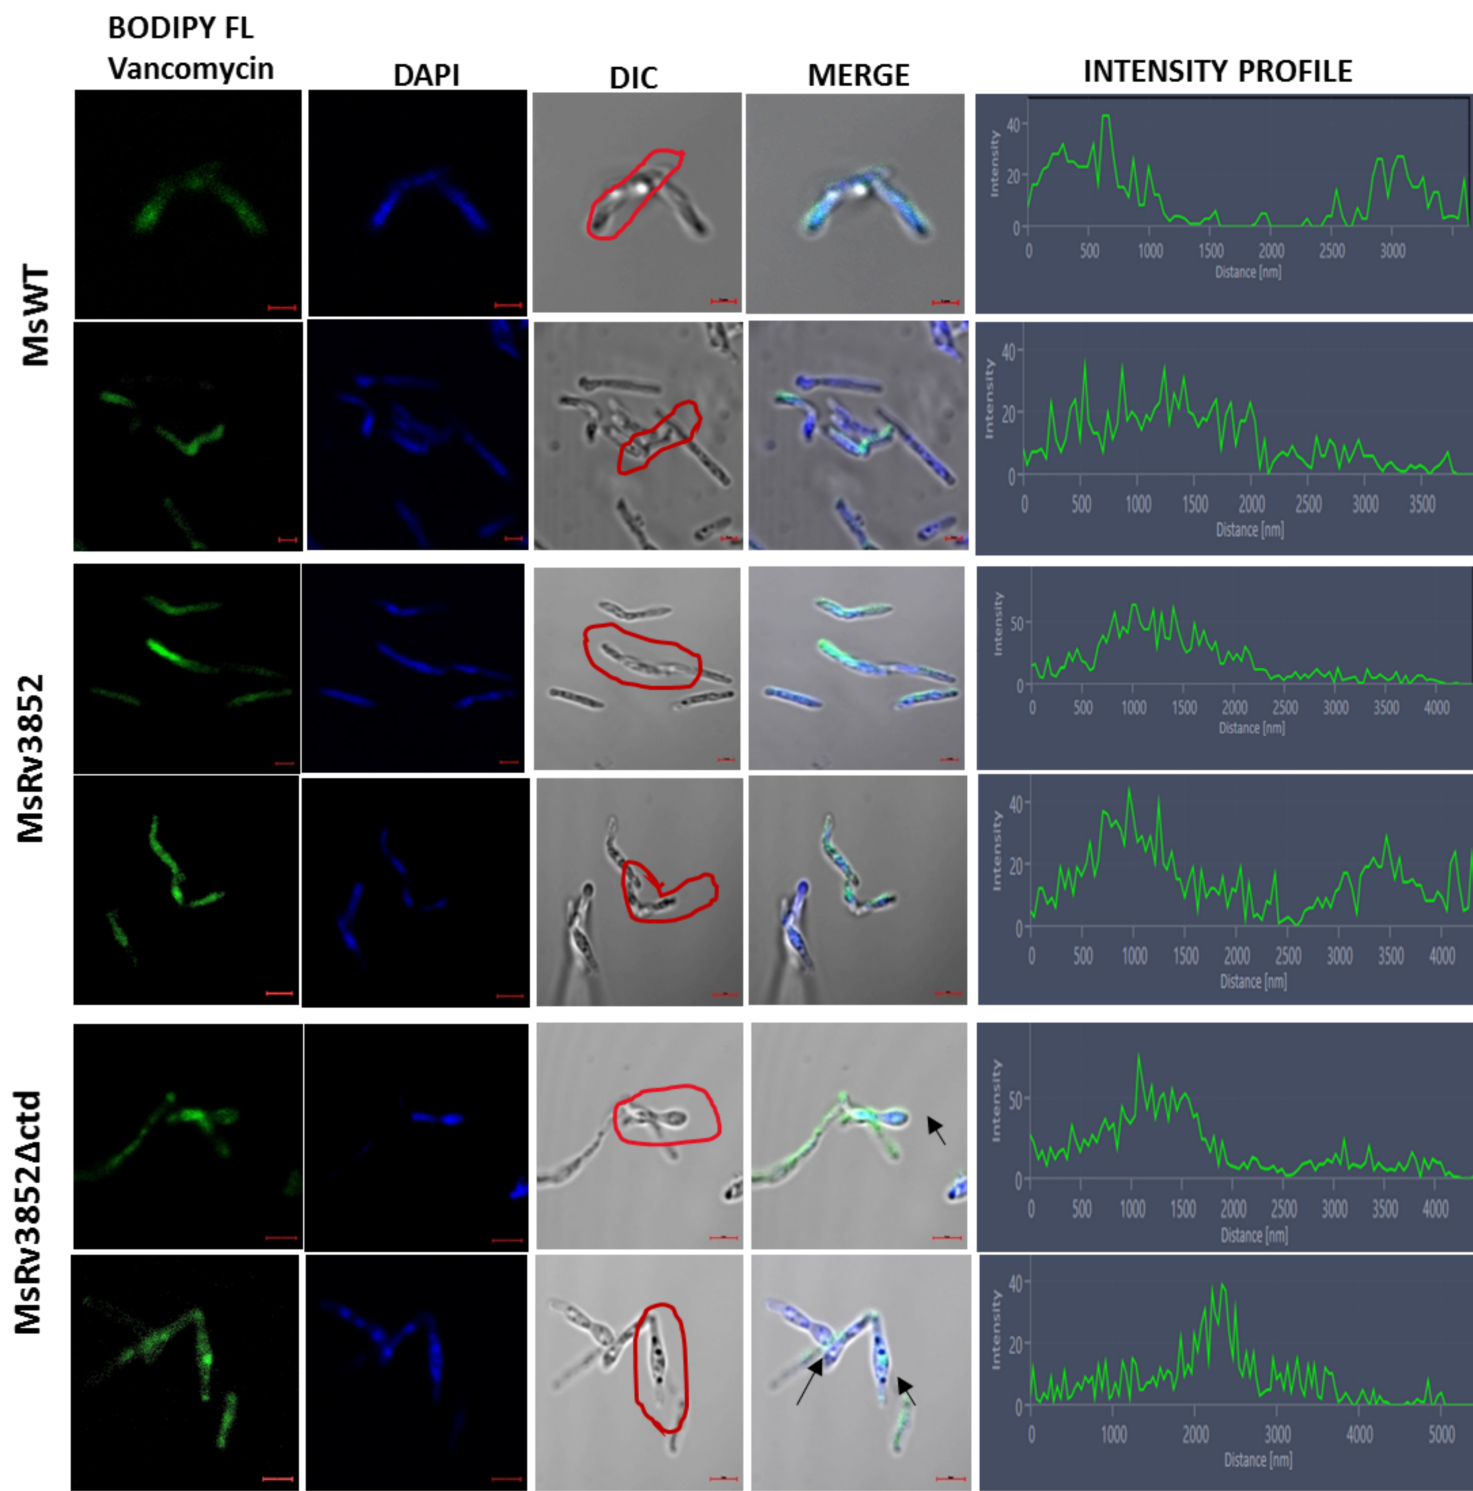 BODIPY FL
Vancomycin
DAPI
DIC
MERGE
INTENSITY PROFILE
MsWT
Intensity
40
20
0
0 500 1000 1500 2000 2500 3000
Distance [nm]
Intensity
40
20
0
0 500 1000 1500 2000 2500 3000 3500
Distance [nm]
MsRv3852
Intensity
50
0
0 500 1000 1500 2000 2500 3000 3500 4000
Distance [nm]
Intensity
40
20
0
0 500 1000 1500 2000 2500 3000 3500 4000
Distance [nm]
MsRv3852Δctd
Intensity
50
0
0 500 1000 1500 2000 2500 3000 3500 4000
Distance [nm]
Intensity
40
20
0
0 1000 2000 3000 4000 5000
Distance [nm]